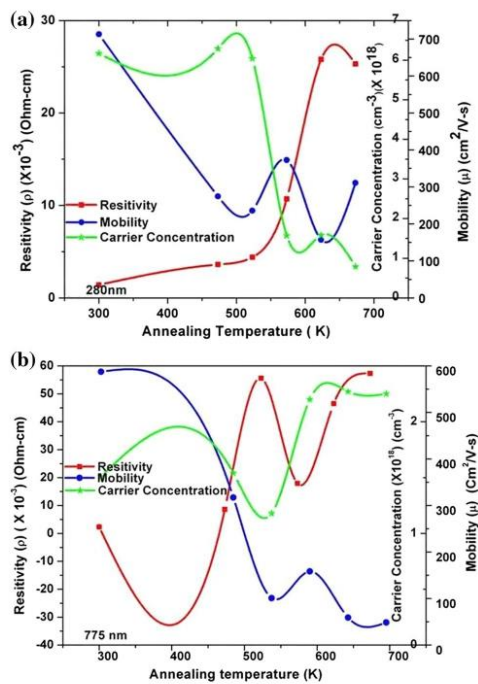 (a)
30
20
10
0
Resitivity (ρ) (X10⁻³) (Ohm-cm)
Resitivity
Mobility
Carrier Concentration
280nm
300 400 500 600 700
Annealing Temperature ( K)
7
6
5
4
3
2
1
0
Carrier Concentration (cm⁻³)(X 10¹⁸)
700
600
500
400
300
200
100
0
Mobility (μ) (cm²/V-s)
(b)
60
50
40
30
20
10
0
-10
-20
-30
-40
Resitivity (ρ) ( X 10⁻³) (Ohm-cm)
Resitivity
Mobility
Carrier Concentration
775 nm
300 400 500 600 700
Annealing temperature (K)
2
1
0
Carrier Concentration (X10¹⁸) (cm⁻³)
600
500
400
300
200
100
0
Mobility (μ) (Cm²/V-s)